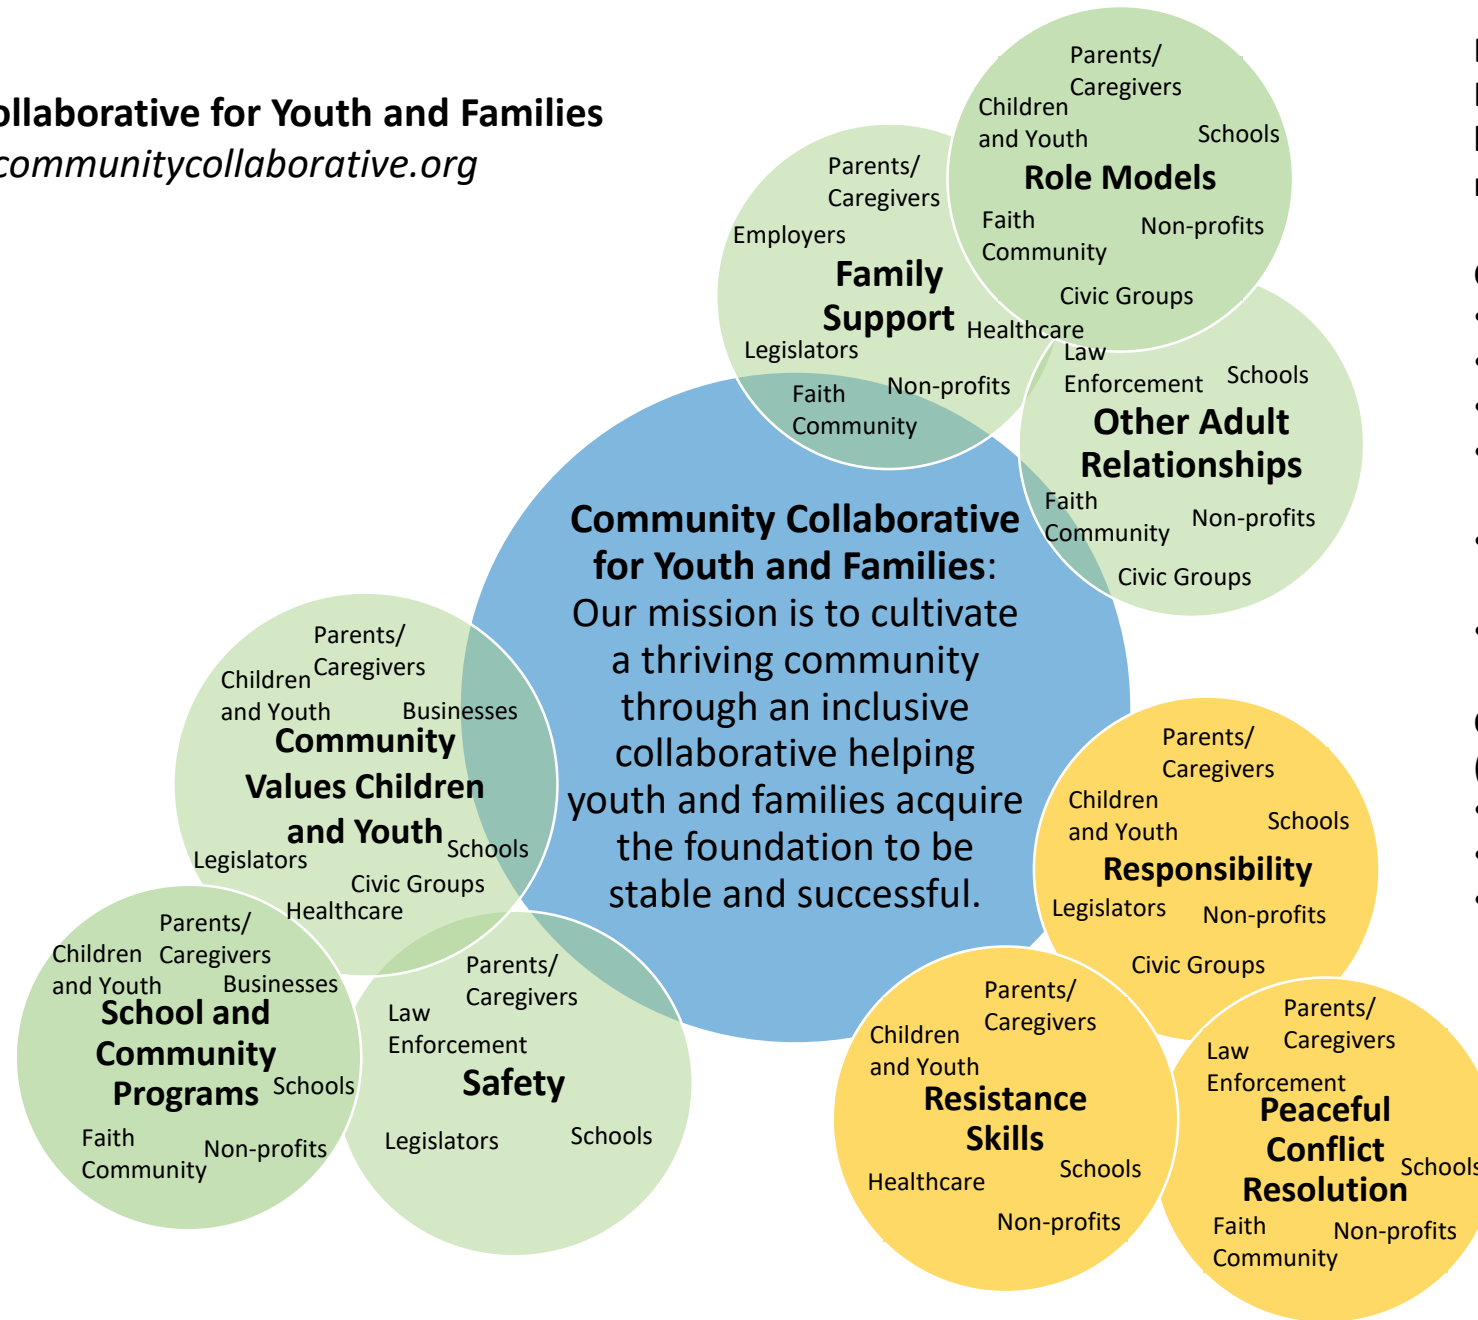 ollaborative for Youth and Families
communitycollaborative.org
Parents/
Caregivers
Children
and Youth
Schools
Role Models
Faith
Community
Non-profits
Civic Groups
Parents/
Caregivers
Employers
Family
Support
Healthcare
Legislators
Non-profits
Faith
Community
Law
Enforcement
Schools
Other Adult
Relationships
Faith
Community
Non-profits
Civic Groups
Community Collaborative
for Youth and Families:
Our mission is to cultivate
a thriving community
through an inclusive
collaborative helping
youth and families acquire
the foundation to be
stable and successful.
Parents/
Caregivers
Children
and Youth
Businesses
Community
Values Children
and Youth
Schools
Legislators
Civic Groups
Healthcare
Parents/
Caregivers
Children
and Youth
Businesses
School and
Community
Programs
Schools
Faith
Community
Non-profits
Parents/
Caregivers
Law
Enforcement
Safety
Legislators
Schools
Parents/
Caregivers
Children
and Youth
Schools
Responsibility
Legislators
Non-profits
Civic Groups
Parents/
Caregivers
Children
and Youth
Resistance
Skills
Healthcare
Schools
Non-profits
Parents/
Caregivers
Law
Enforcement
Peaceful
Conflict
Resolution
Schools
Faith
Community
Non-profits